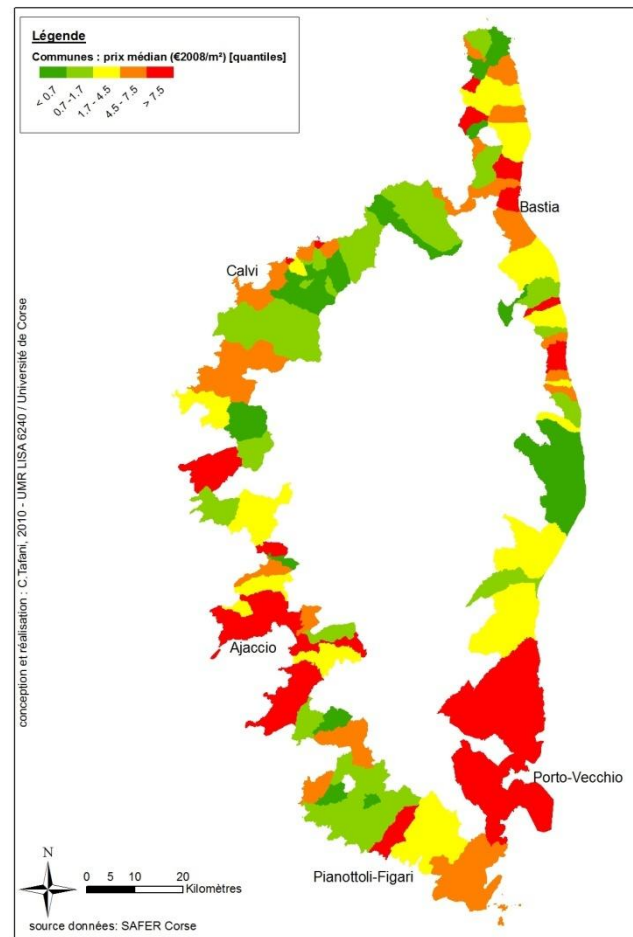 Légende
Communes : prix médian (€2008/m²) [quantiles]
< 0.7
0.7 -1.7
1.7 - 4.5
4.5 - 7.5
> 7.5
Bastia
Calvi
Ajaccio
Porto-Vecchio
Pianottoli-Figari
N
0 5 10 20
Kilomètres
source données: SAFER Corse
conception et réalisation : C.Tafani, 2010 - UMR LISA 6240 / Université de Corse